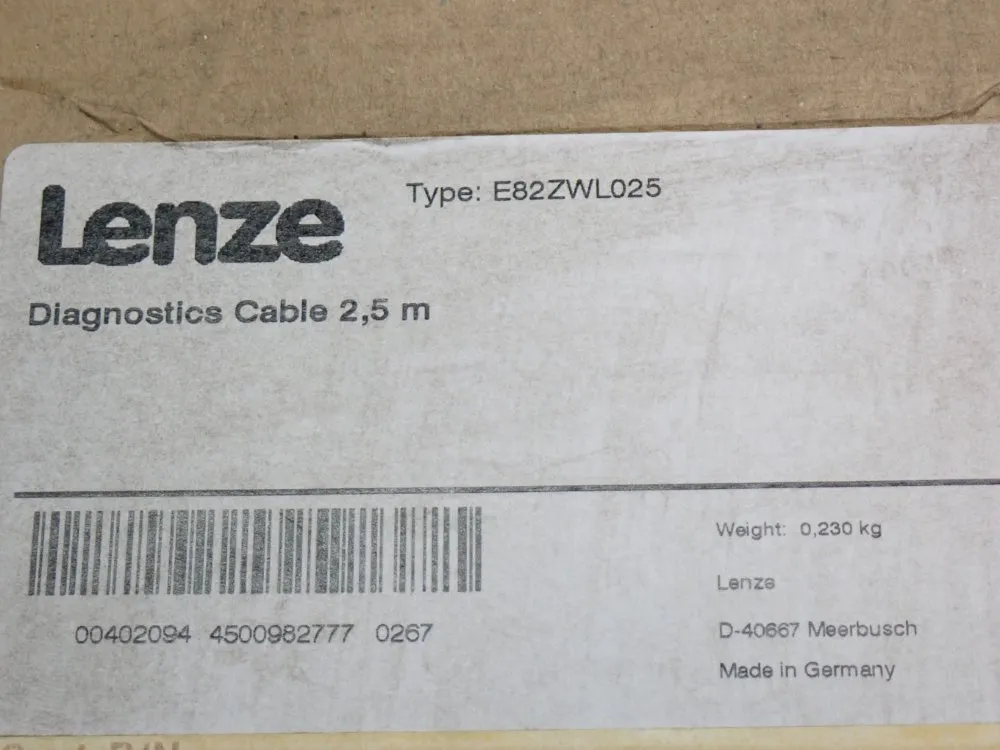 Lenze
Type: E82ZWL025
Diagnostics Cable 2,5 m
Weight: 0,230 kg
Lenze
00402094 4500982777 0267
D-40667 Meerbusch
Made in Germany